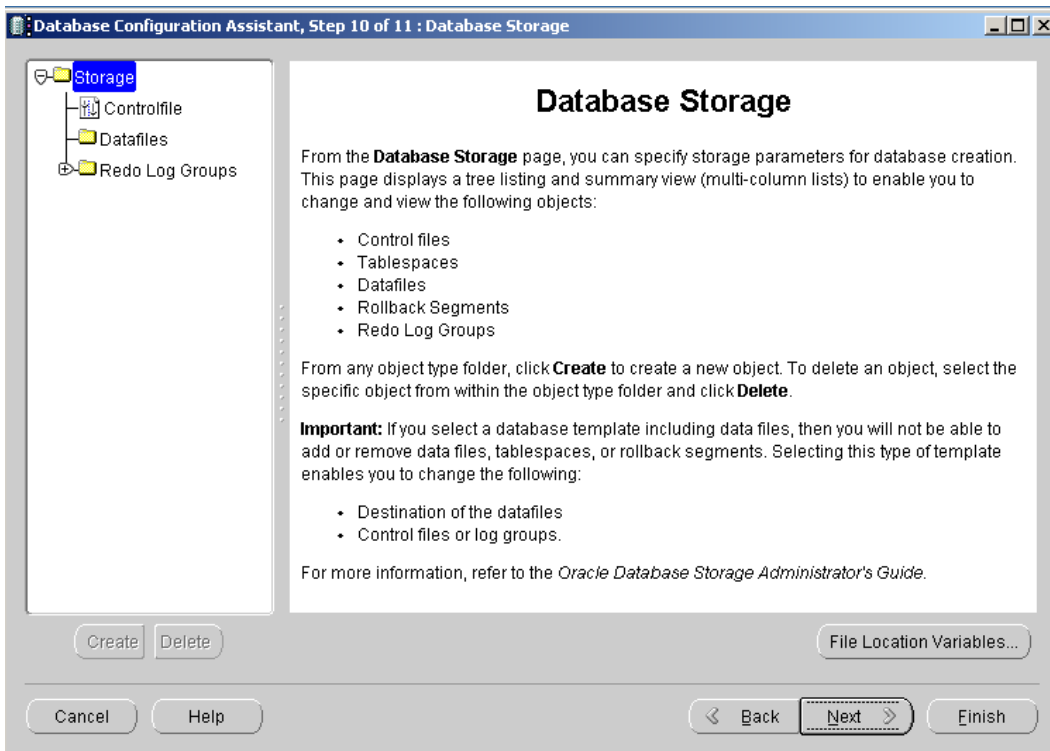 Database Configuration Assistant, Step 10 of 11 : Database Storage
Storage
Controlfile
Datafiles
Redo Log Groups
Database Storage
From the Database Storage page, you can specify storage parameters for database creation.
This page displays a tree listing and summary view (multi-column lists) to enable you to
change and view the following objects:
• Control files
• Tablespaces
• Datafiles
• Rollback Segments
• Redo Log Groups
From any object type folder, click Create to create a new object. To delete an object, select the
specific object from within the object type folder and click Delete.
Important: If you select a database template including data files, then you will not be able to
add or remove data files, tablespaces, or rollback segments. Selecting this type of template
enables you to change the following:
• Destination of the datafiles
• Control files or log groups.
For more information, refer to the Oracle Database Storage Administrator's Guide.
Create Delete
File Location Variables...
Cancel Help Back Next Finish